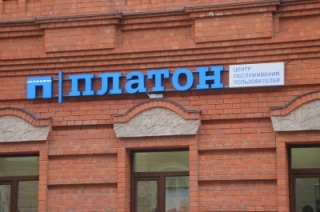 платон
ЦЕНТР
ОБСЛУЖИВАНИЯ
ПОЛЬЗОВАТЕЛЕЙ